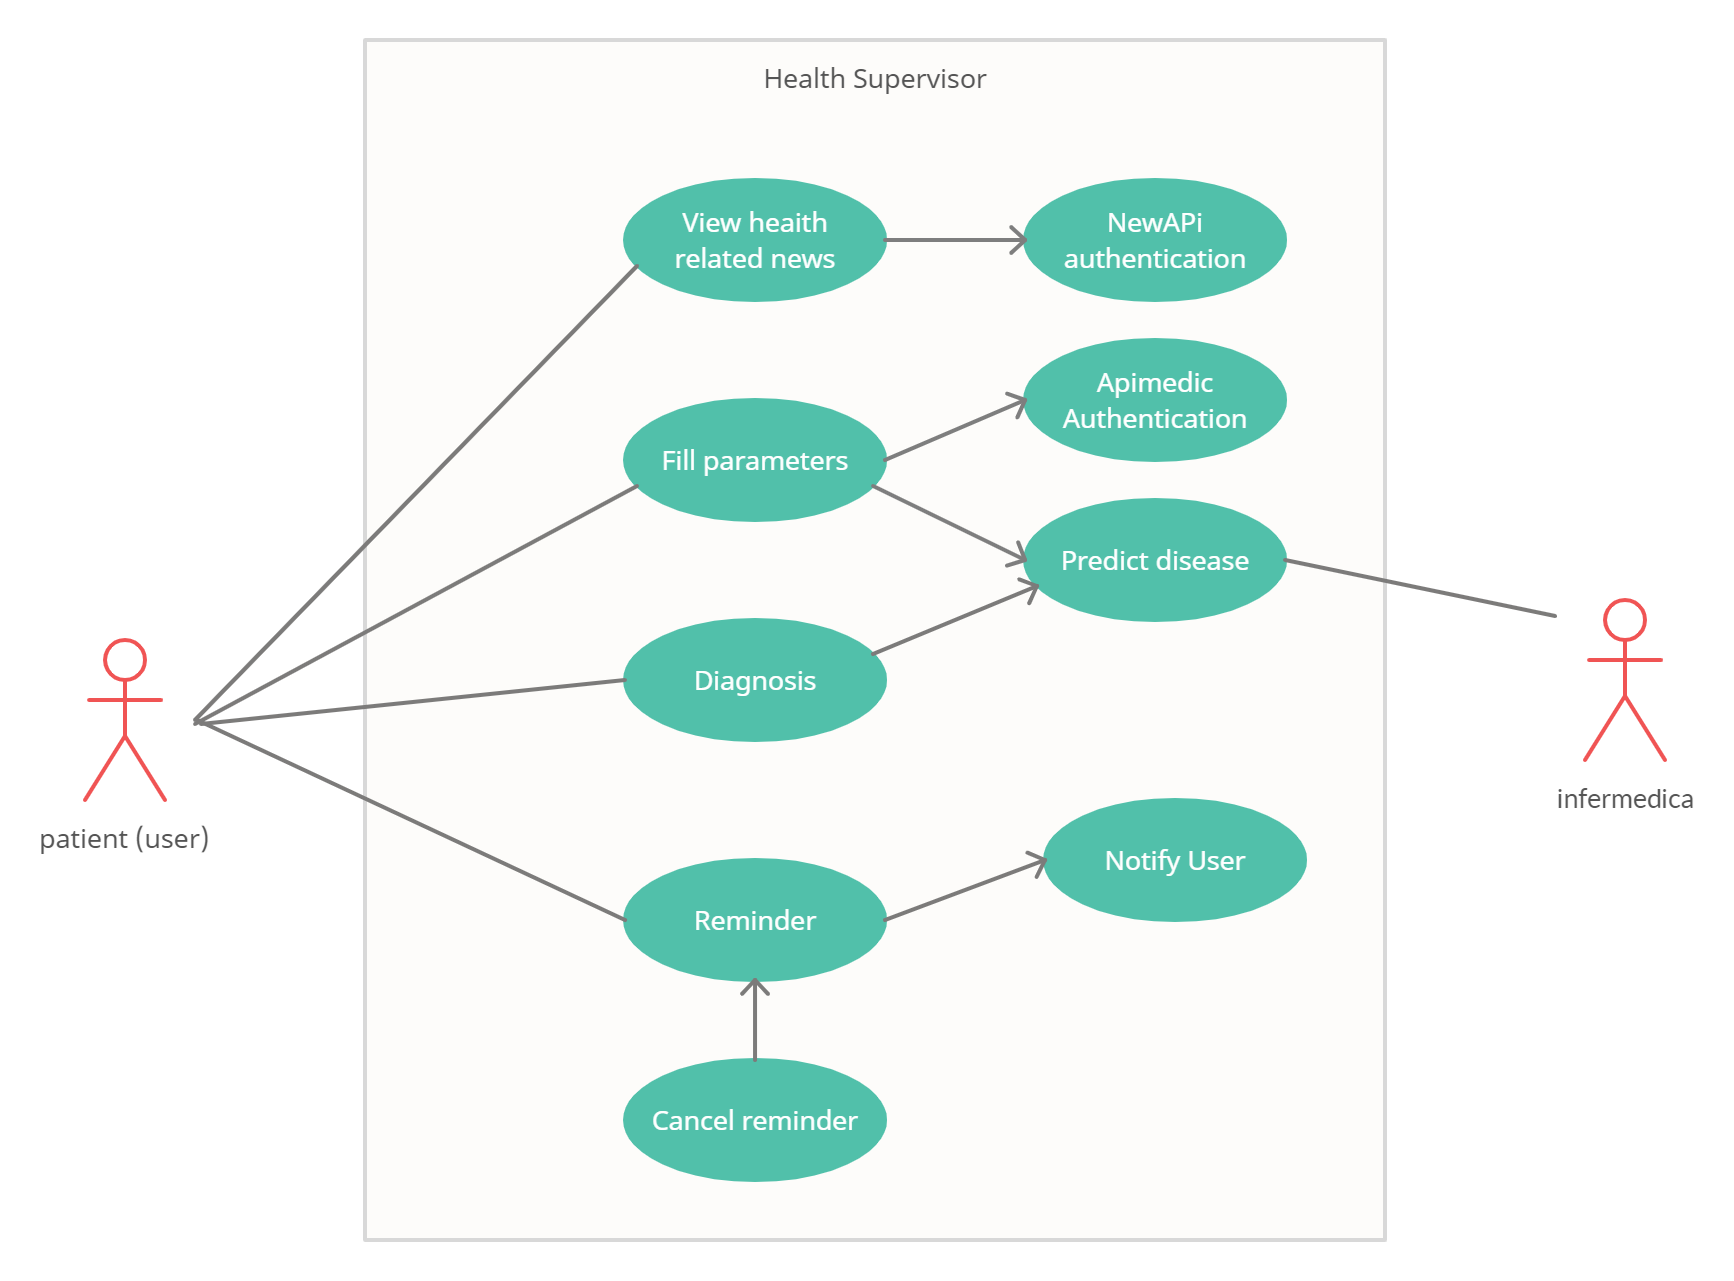 Health Supervisor
View heaith
related news
NewAPi
authentication
Apimedic
Authentication
Fill parameters
Predict disease
Diagnosis
patient (user)
infermedica
Notify User
Reminder
Cancel reminder